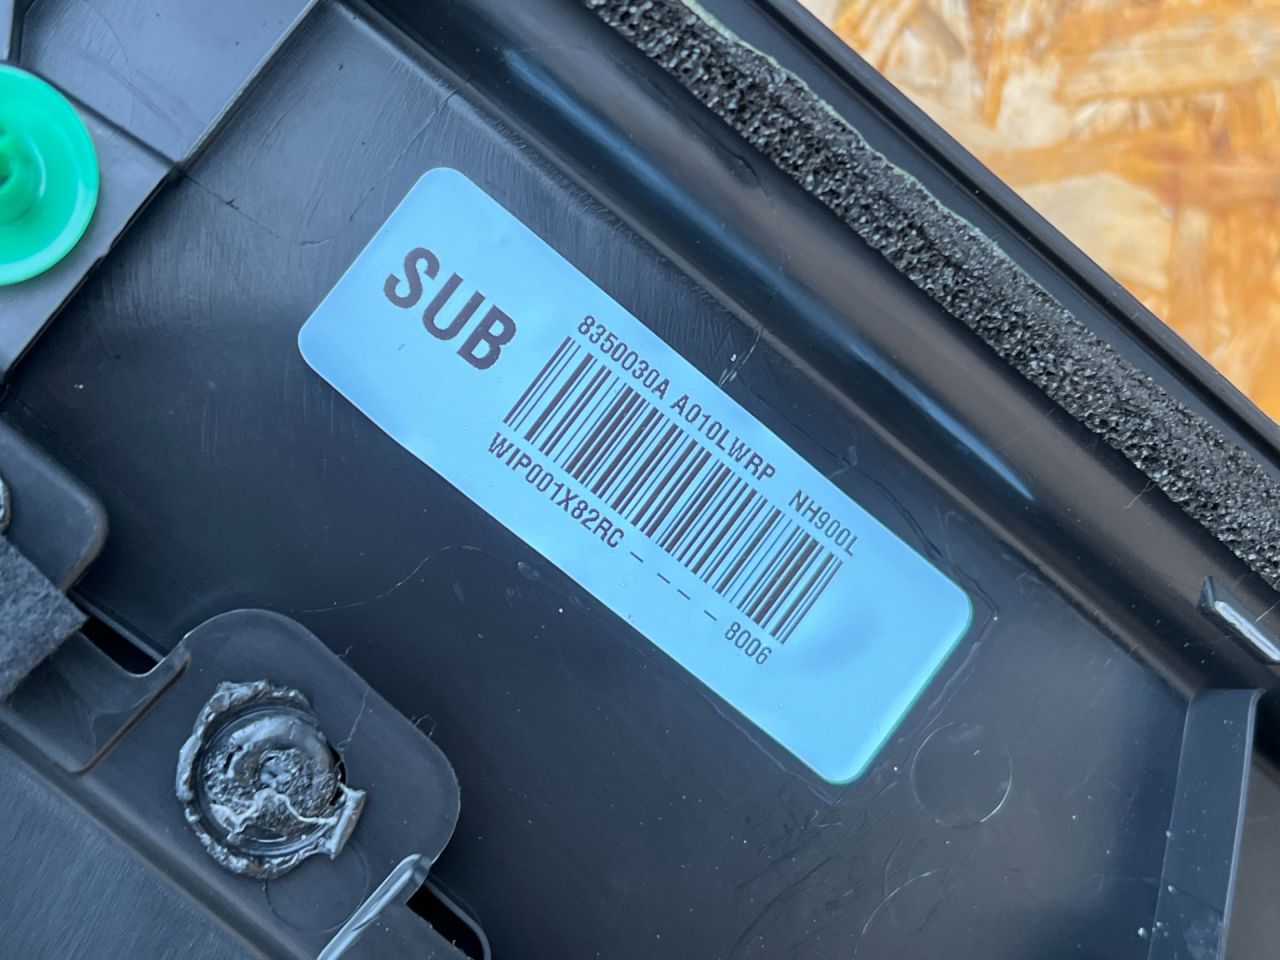 SUB
8350030A A010LWRP NH900L
WIP001X82RC – – – – 8006